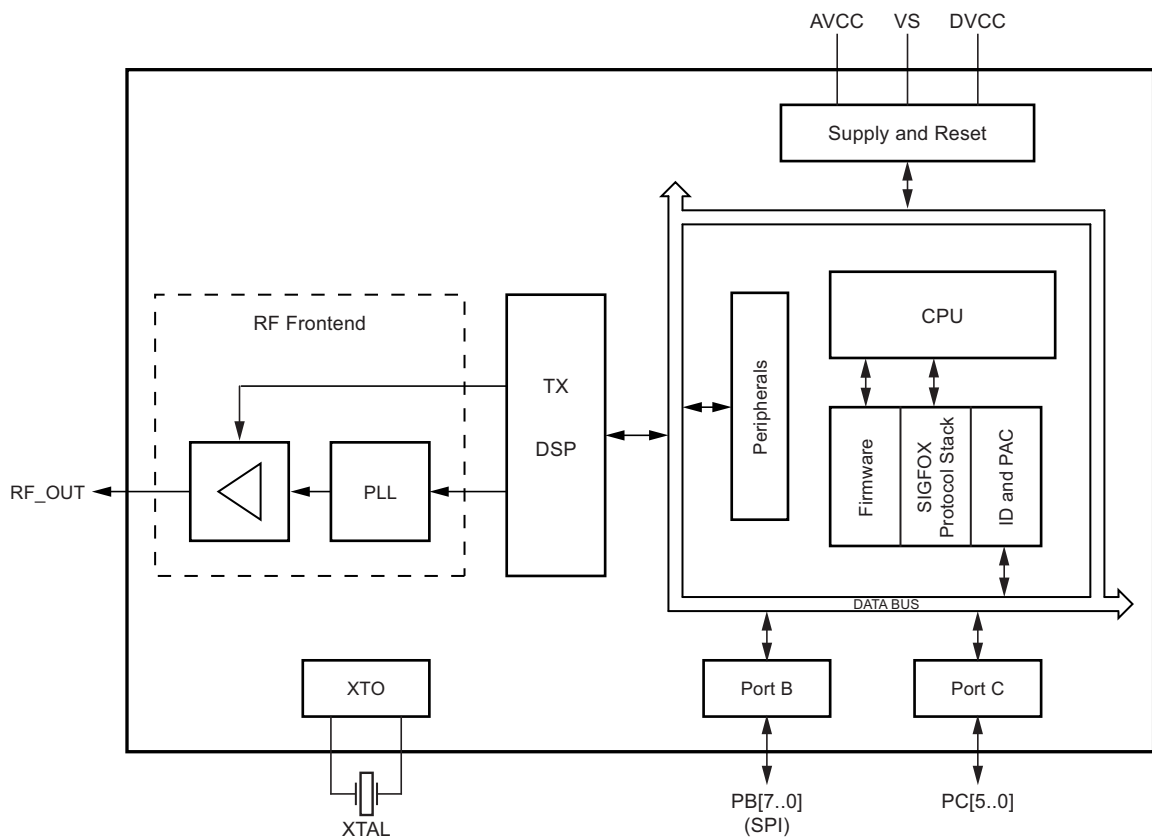 AVCC
VS
DVCC
Supply and Reset
RF Frontend
TX
DSP
CPU
Peripherals
Firmware
SIGFOX
Protocol Stack
ID and PAC
RF_OUT
PLL
DATA BUS
XTO
Port B
Port C
XTAL
PB[7..0]
(SPI)
PC[5..0]